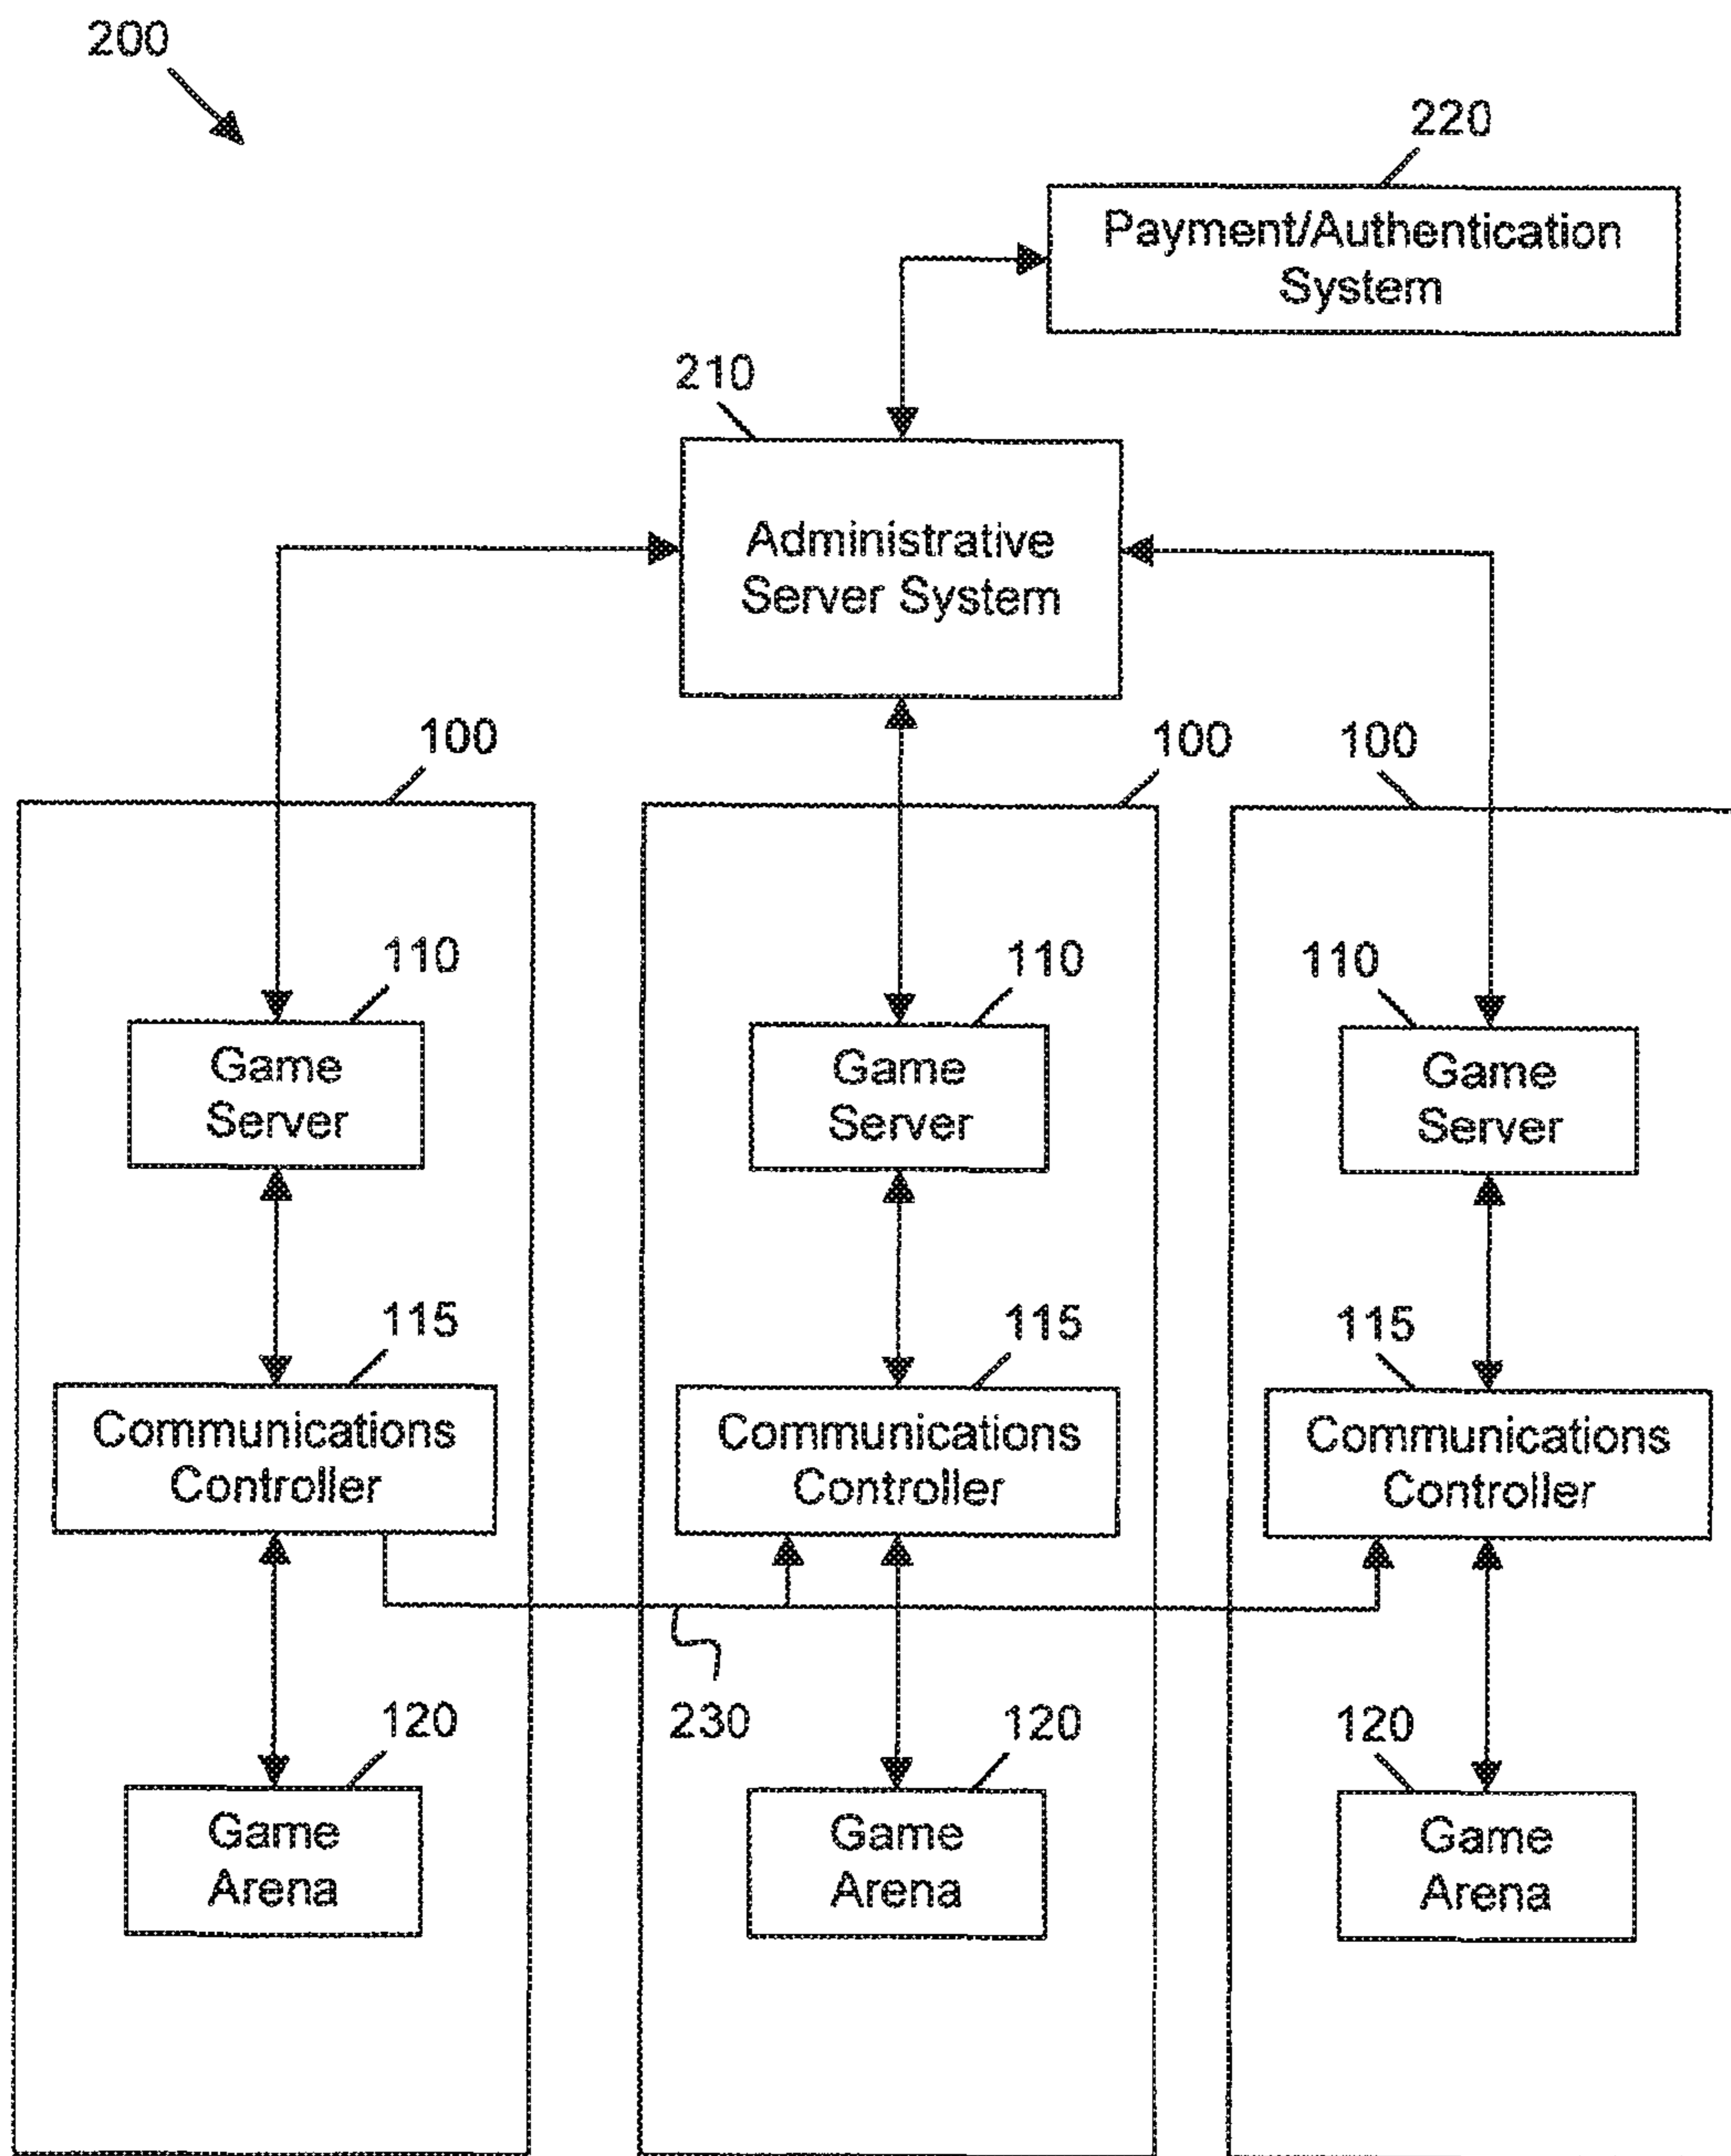 200
220
Payment/Authentication
System
210
Administrative
Server System
100
100
100
110
110
110
Game
Server
Game
Server
Game
Server
115
115
115
Communications
Controller
Communications
Controller
Communications
Controller
230
120
120
120
Game
Arena
Game
Arena
Game
Arena